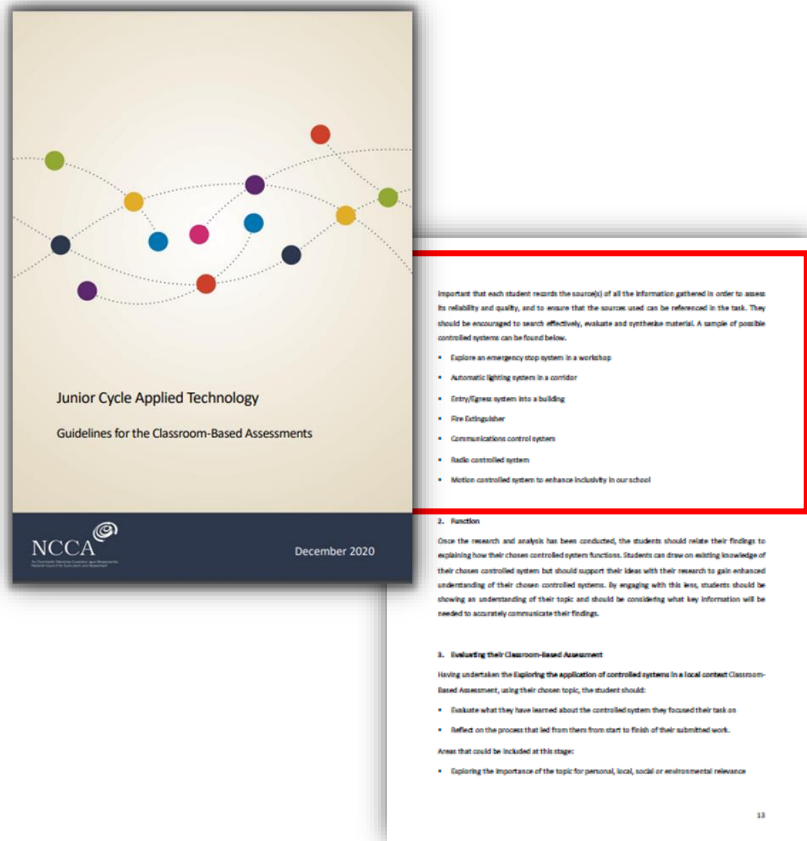 Junior Cycle Applied Technology
Guidelines for the Classroom-Based Assessments
NCCA
December 2020
important that each student records the source(s) of all the information gathered in order to assess
its reliability and quality, and to ensure that the sources used can be referenced in the task. They
should be encouraged to search effectively, evaluate and synthesise material. A sample of possible
controlled systems can be found below.
▪ Explore an emergency stop system in a workshop
▪ Automatic lighting system in a corridor
▪ Entry/Egress system into a building
▪ Fire Extinguisher
▪ Communications control system
▪ Radio controlled system
▪ Motion controlled system to enhance inclusivity in our school
2. Function
Once the research and analysis has been conducted, the students should relate their findings to
explaining how their chosen controlled system functions. Students can draw on existing knowledge of
their chosen controlled system but should support their ideas with their research to gain enhanced
understanding of their chosen controlled systems. By engaging with this lens, students should be
showing an understanding of their topic and should be considering what key information will be
needed to accurately communicate their findings.
3. Evaluating their Classroom-Based Assessment
Having undertaken the Exploring the application of controlled systems in a local context Classroom-
Based Assessment, using their chosen topic, the student should:
▪ Evaluate what they have learned about the controlled system they focused their task on
▪ Reflect on the process that led from them from start to finish of their submitted work.
Areas that could be included at this stage:
▪ Exploring the importance of the topic for personal, local, social or environmental relevance
13